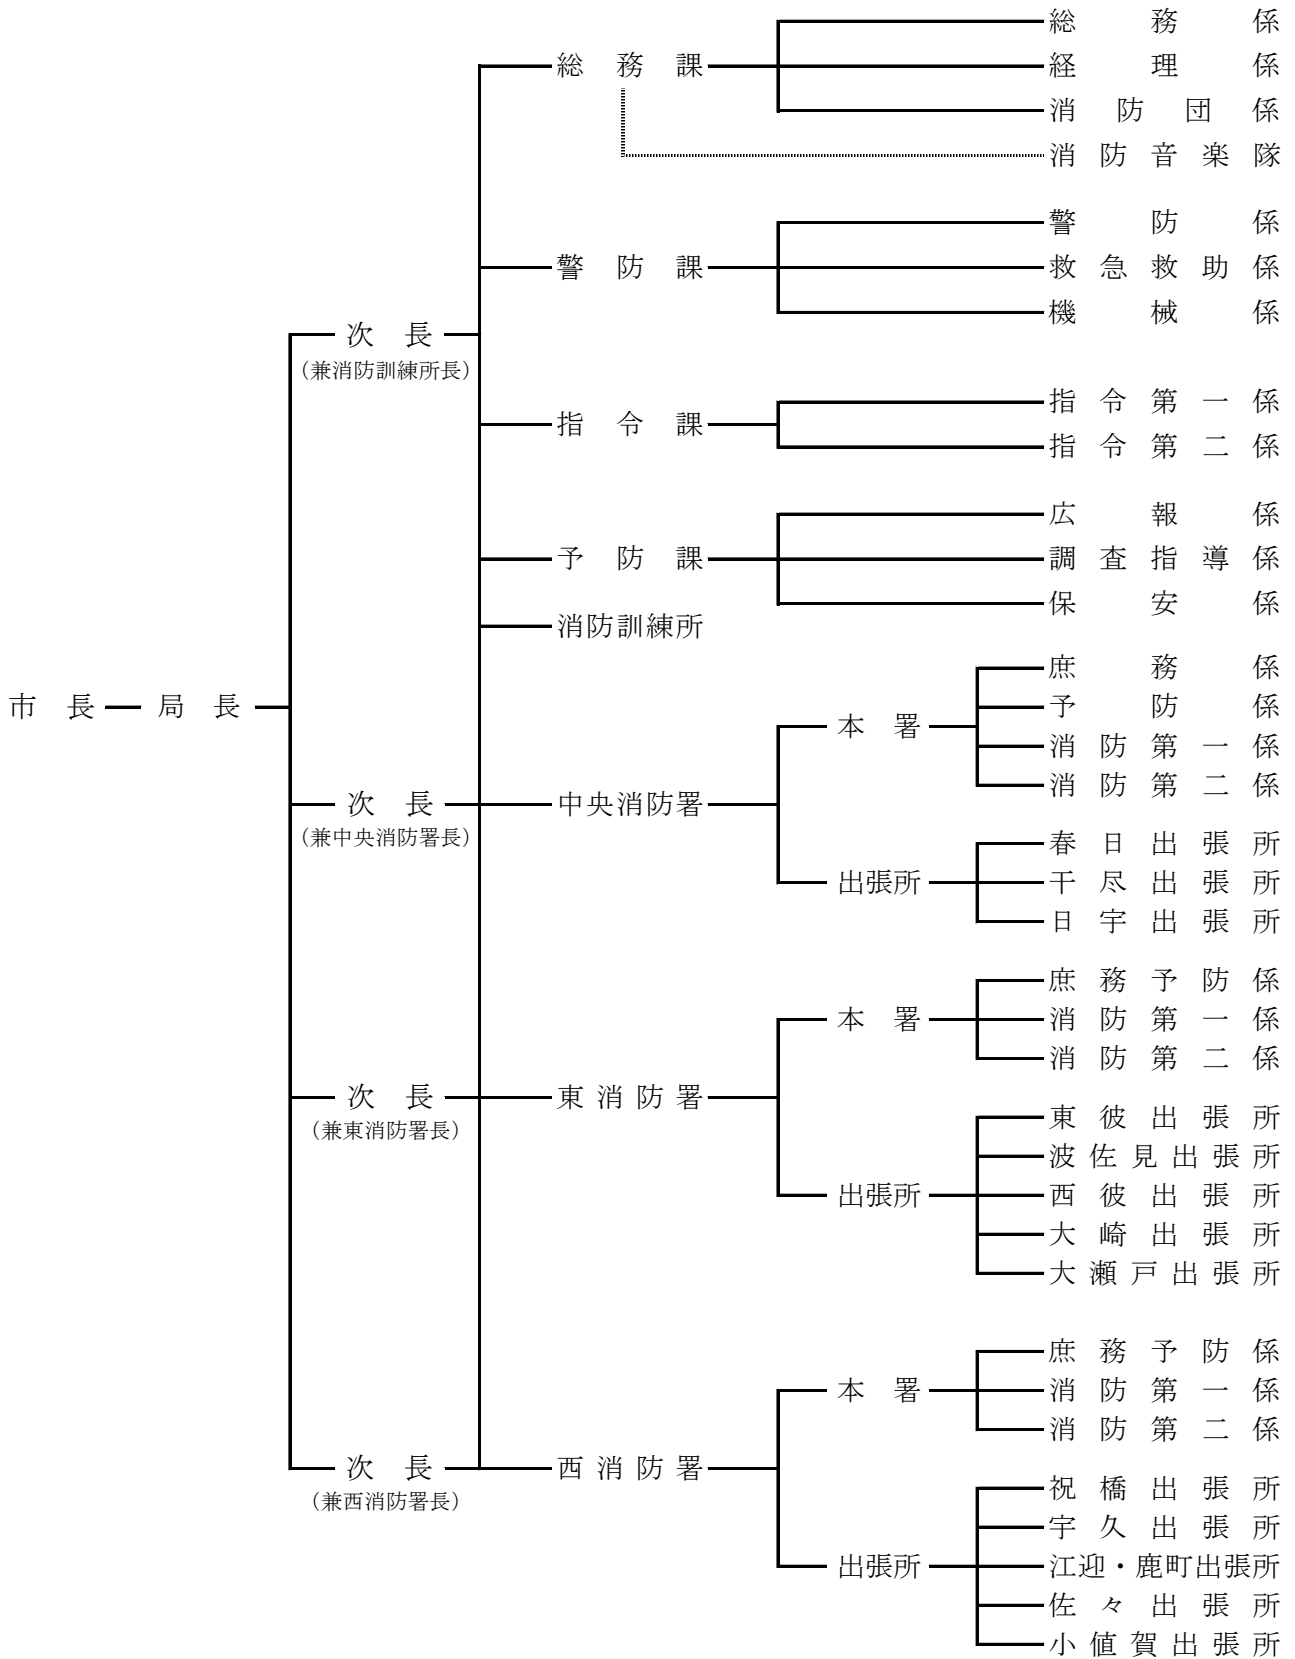 総務係
総務課
経理係
消防団係
消防音楽隊
警防係
警防課
救急救助係
機械係
次長
（兼消防訓練所長）
指令第一係
指令課
指令第二係
広報係
予防課
調査指導係
保安係
消防訓練所
市長
局長
庶務係
予防係
本署
消防第一係
消防第二係
次長
（兼中央消防署長）
中央消防署
春日出張所
出張所
干尽出張所
日宇出張所
庶務予防係
本署
消防第一係
消防第二係
次長
（兼東消防署長）
東消防署
東彼出張所
波佐見出張所
出張所
西彼出張所
大崎出張所
大瀬戸出張所
庶務予防係
本署
消防第一係
消防第二係
次長
（兼西消防署長）
西消防署
祝橋出張所
宇久出張所
出張所
江迎・鹿町出張所
佐々出張所
小値賀出張所